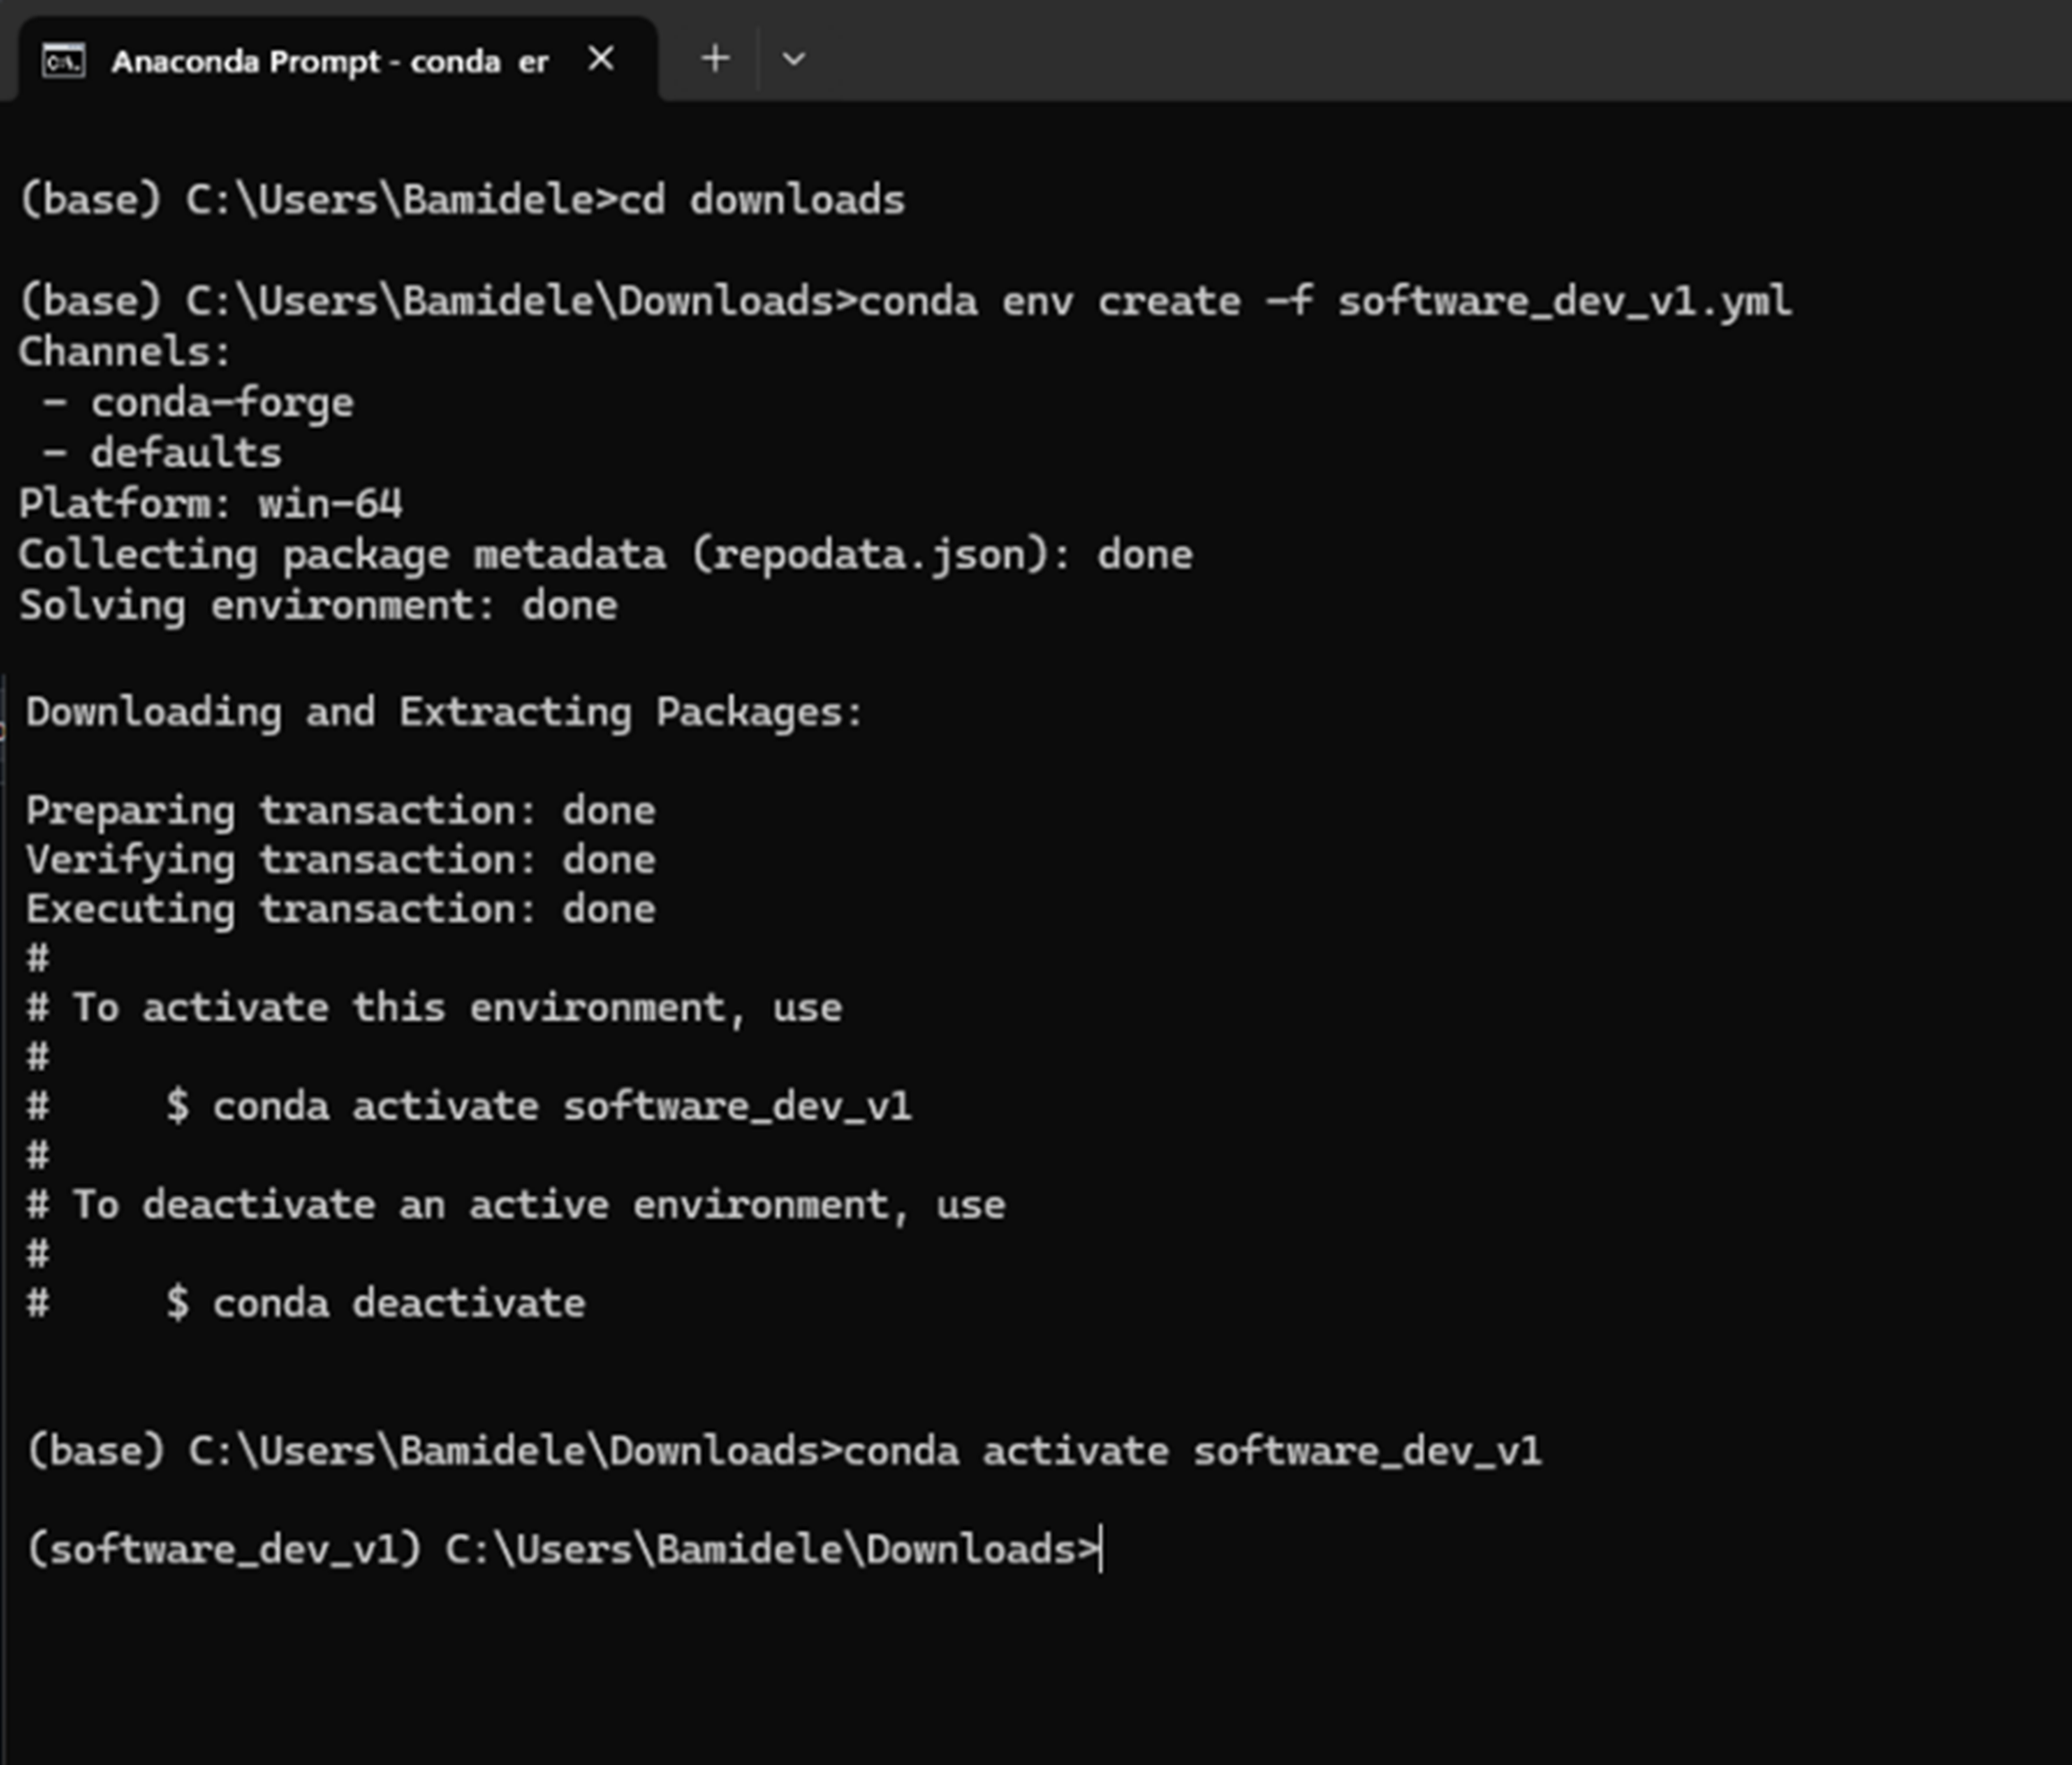 Anaconda Prompt - conda er
(base) C:\Users\Bamidele>cd downloads
(base) C:\Users\Bamidele\Downloads>conda env create -f software_dev_v1.yml
Channels:
 - conda-forge
 - defaults
Platform: win-64
Collecting package metadata (repodata.json): done
Solving environment: done
Downloading and Extracting Packages:
Preparing transaction: done
Verifying transaction: done
Executing transaction: done
#
# To activate this environment, use
#
#     $ conda activate software_dev_v1
#
# To deactivate an active environment, use
#
#     $ conda deactivate
(base) C:\Users\Bamidele\Downloads>conda activate software_dev_v1
(software_dev_v1) C:\Users\Bamidele\Downloads>